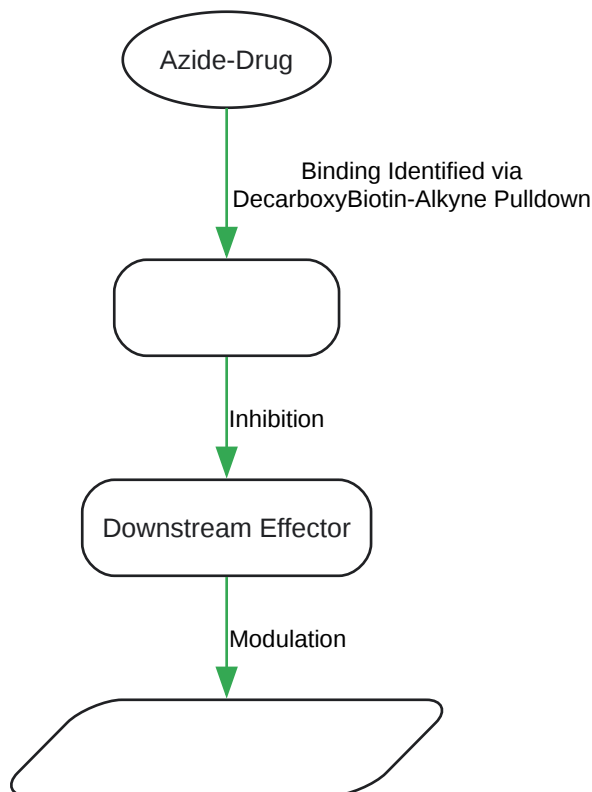 Azide-Drug
Binding Identified via
DecarboxyBiotin-Alkyne Pulldown
Inhibition
Downstream Effector
Modulation